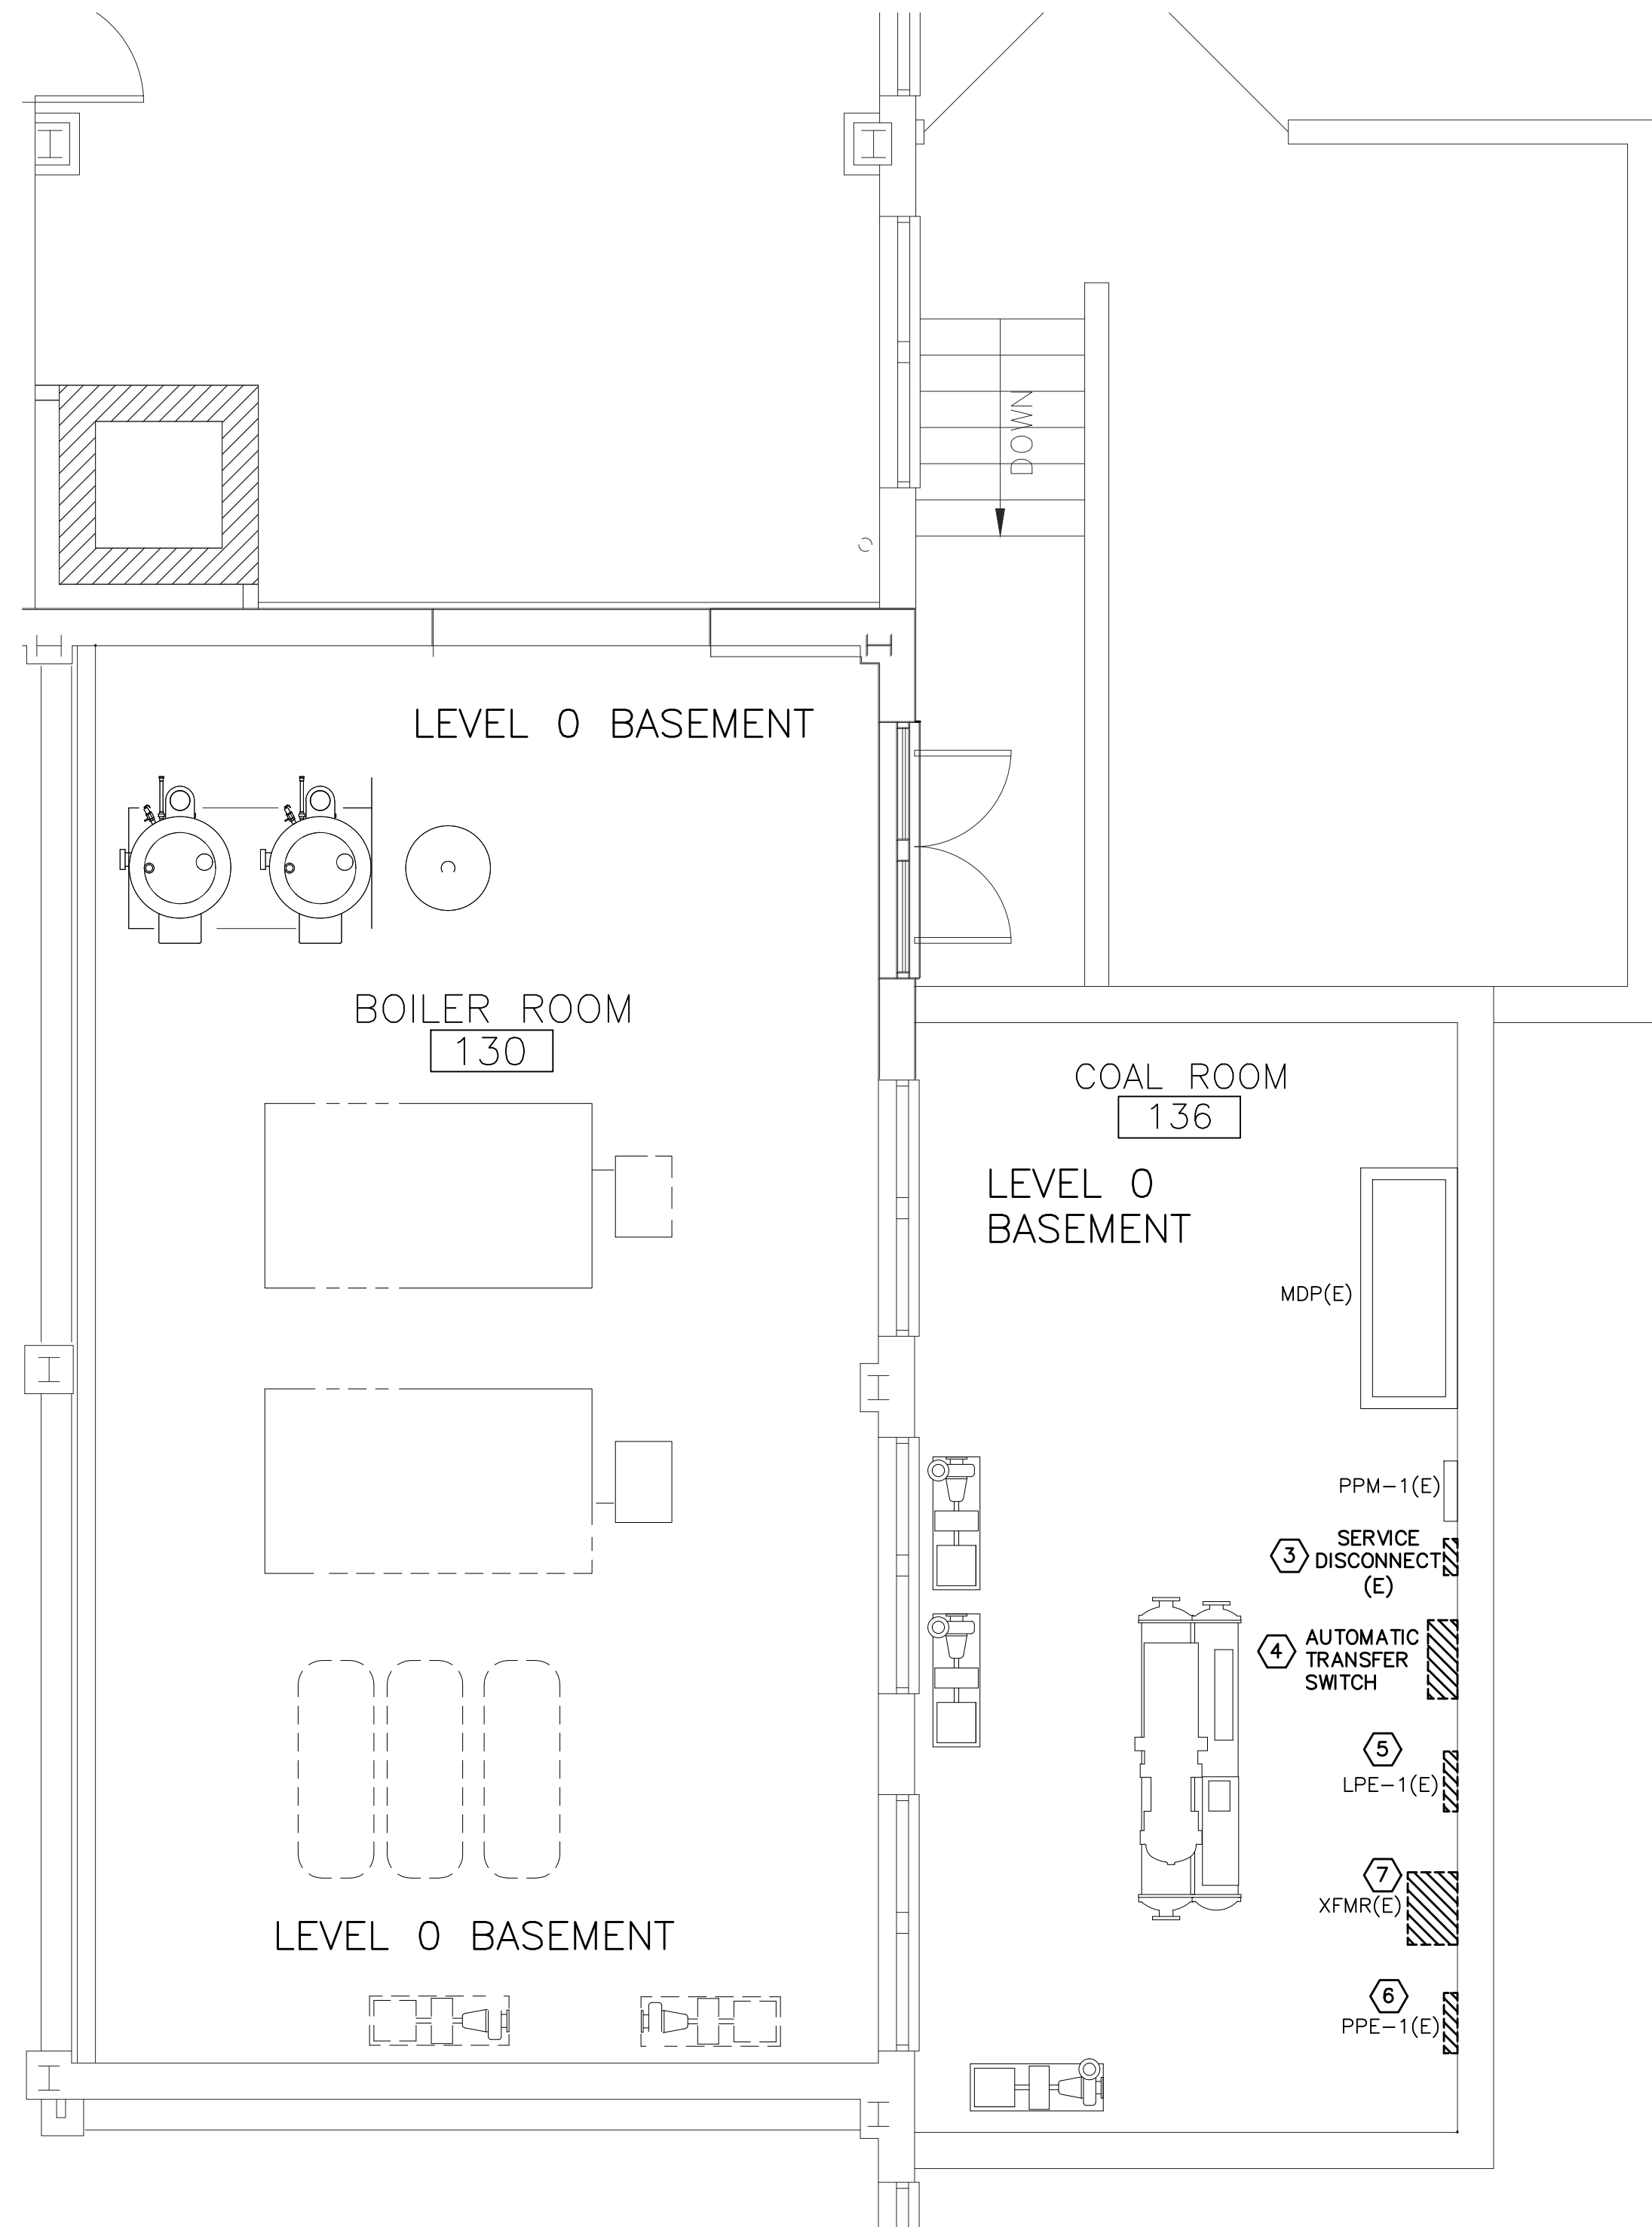 DOWN
LEVEL 0 BASEMENT
BOILER ROOM
130
COAL ROOM
136
LEVEL 0
BASEMENT
MDP(E)
PPM-1(E)
3
SERVICE
DISCONNECT
(E)
4
AUTOMATIC
TRANSFER
SWITCH
5
LPE-1(E)
7
XFMR(E)
LEVEL 0 BASEMENT
6
PPE-1(E)